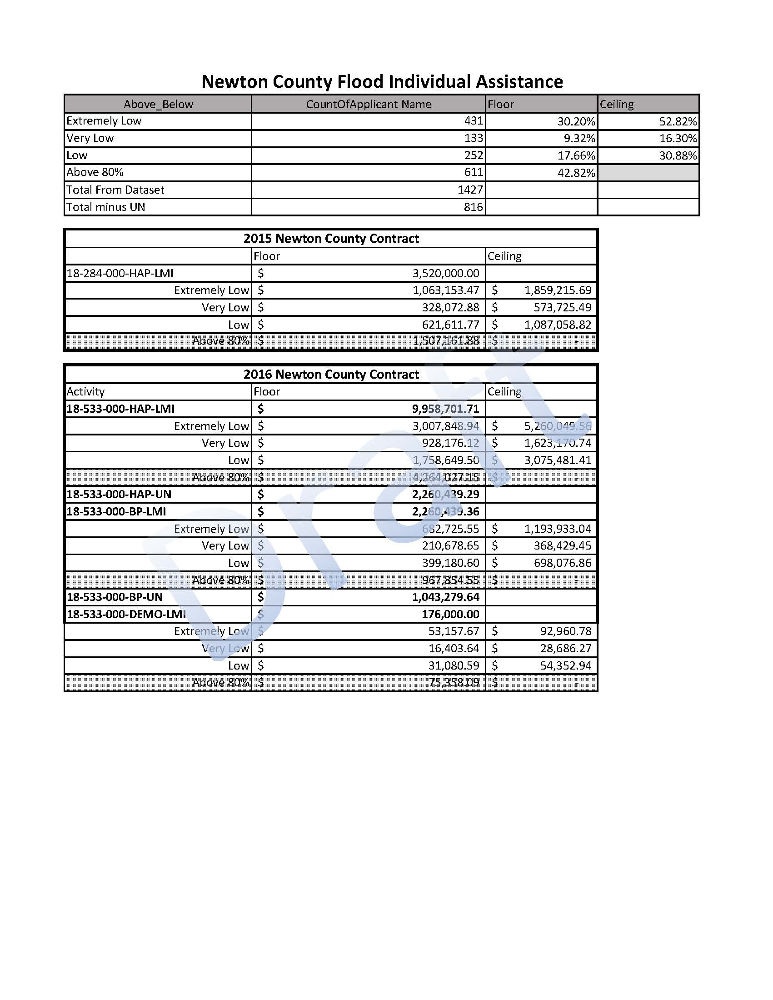 Newton County Flood Individual Assistance
Above_Below CountOfApplicant Name Floor Ceiling
Extremely Low 431 30.20% 52.82%
Very Low 133 9.32% 16.30%
Low 252 17.66% 30.88%
Above 80% 611 42.82%
Total From Dataset 1427
Total minus UN 816
2015 Newton County Contract
Floor Ceiling
18-284-000-HAP-LMI $ 3,520,000.00
Extremely Low $ 1,063,153.47 $ 1,859,215.69
Very Low $ 328,072.88 $ 573,725.49
Low $ 621,611.77 $ 1,087,058.82
Above 80% $ 1,507,161.88 $ -
2016 Newton County Contract
Activity Floor Ceiling
18-533-000-HAP-LMI $ 9,958,701.71
Extremely Low $ 3,007,848.94 $ 5,260,049.56
Very Low $ 928,176.12 $ 1,623,170.74
Low $ 1,758,649.50 $ 3,075,481.41
Above 80% $ 4,264,027.15 $ -
18-533-000-HAP-UN $ 2,260,439.29
18-533-000-BP-LMI $ 2,260,439.36
Extremely Low $ 682,725.55 $ 1,193,933.04
Very Low $ 210,678.65 $ 368,429.45
Low $ 399,180.60 $ 698,076.86
Above 80% $ 967,854.55 $ -
18-533-000-BP-UN $ 1,043,279.64
18-533-000-DEMO-LMI $ 176,000.00
Extremely Low $ 53,157.67 $ 92,960.78
Very Low $ 16,403.64 $ 28,686.27
Low $ 31,080.59 $ 54,352.94
Above 80% $ 75,358.09 $ -
Draft